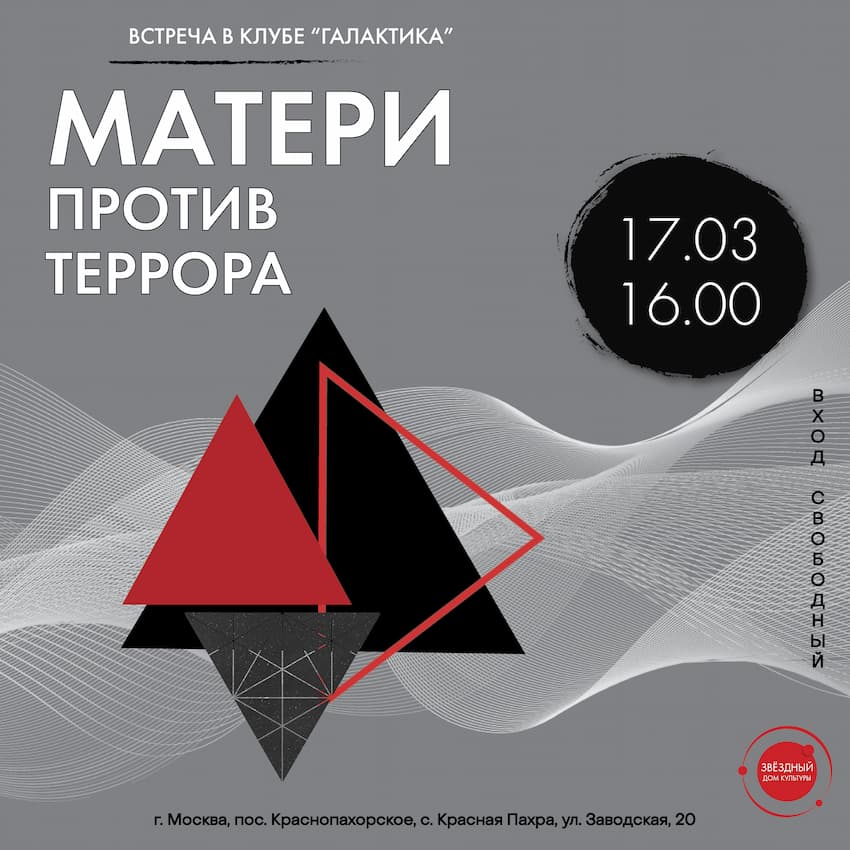 ВСТРЕЧА В КЛУБЕ “ГАЛАКТИКА”
МАТЕРИ
ПРОТИВ
ТЕРРОРА
17.03
16.00
ВХОД СВОБОДНЫЙ
ЗВЁЗДНЫЙ
ДОМ КУЛЬТУРЫ
г. Москва, пос. Краснопахорское, с. Красная Пахра, ул. Заводская, 20